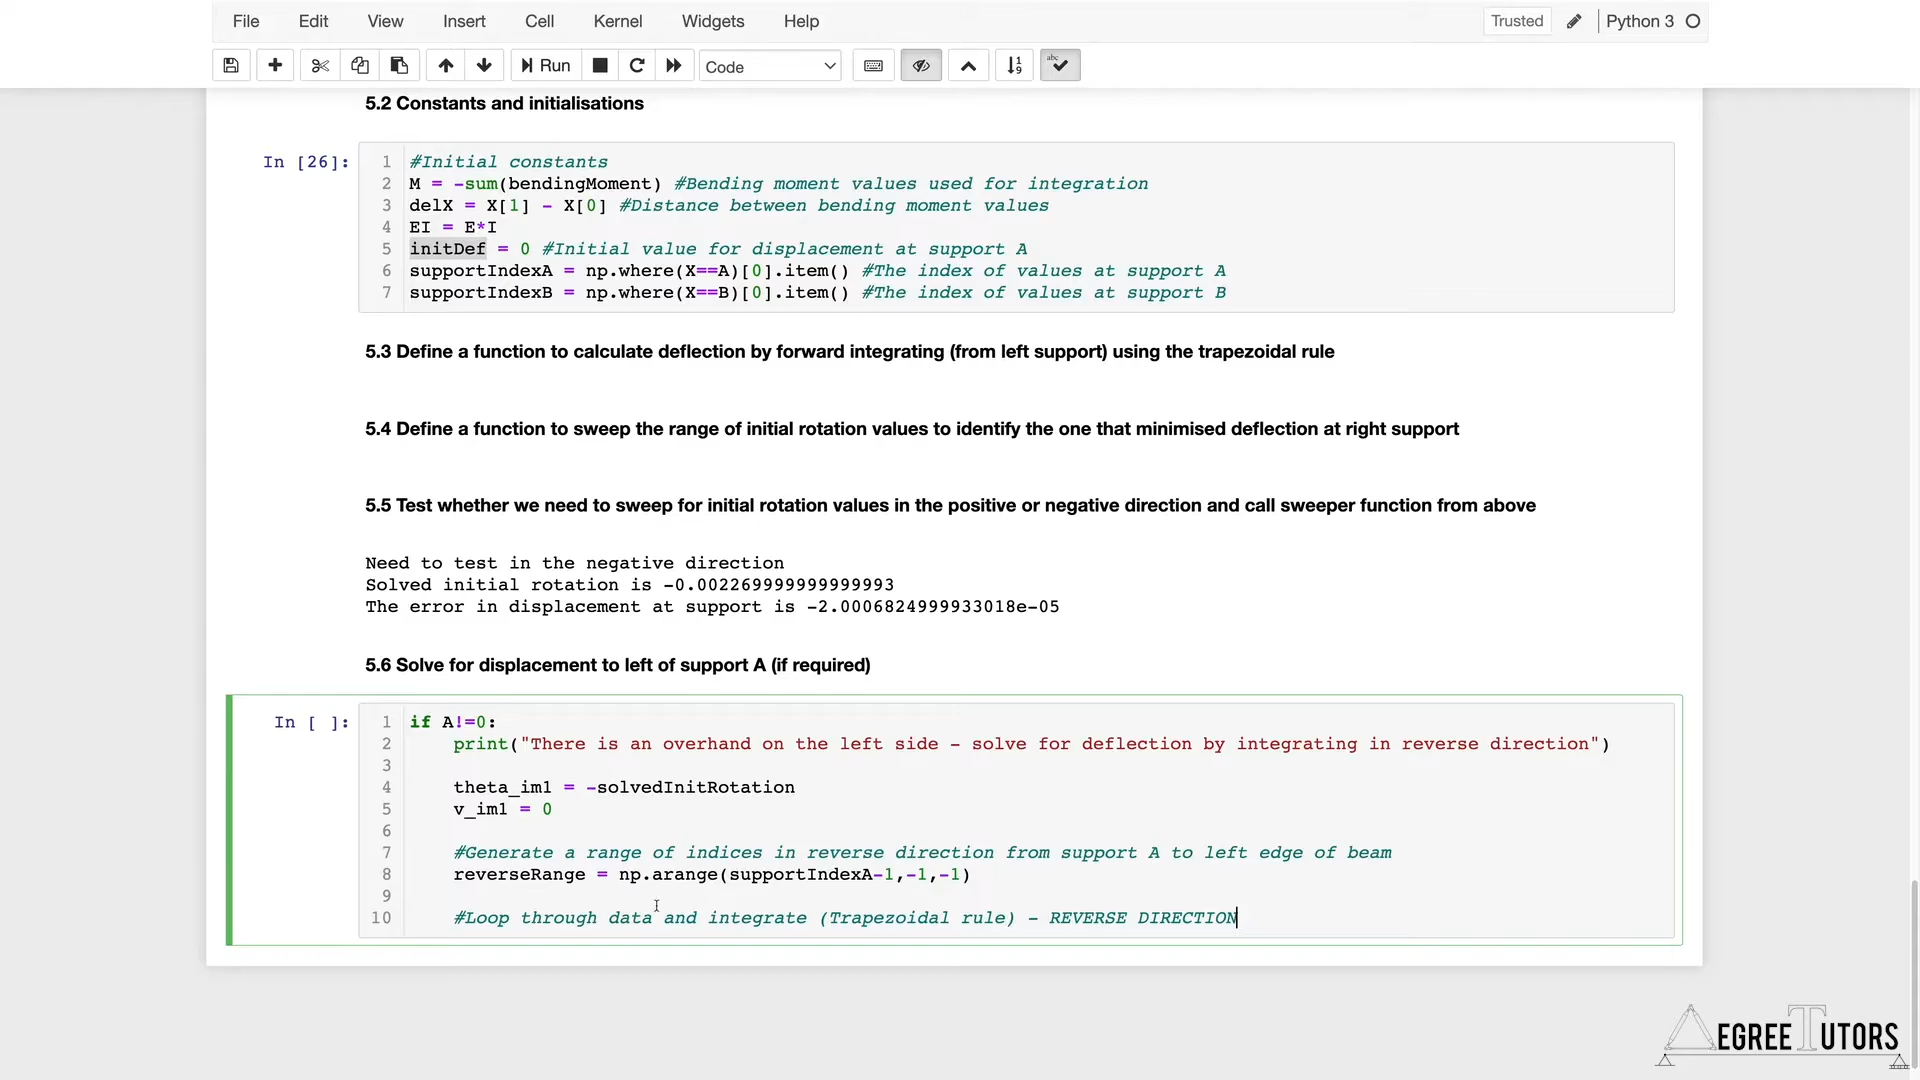 File Edit View Insert Cell Kernel Widgets Help Trusted Python 3
Run Code
5.2 Constants and initialisations
In [26]:
1 #Initial constants
2 M = -sum(bendingMoment) #Bending moment values used for integration
3 delX = X[1] - X[0] #Distance between bending moment values
4 EI = E*I
5 initDef = 0 #Initial value for displacement at support A
6 supportIndexA = np.where(X==A)[0].item() #The index of values at support A
7 supportIndexB = np.where(X==B)[0].item() #The index of values at support B
5.3 Define a function to calculate deflection by forward integrating (from left support) using the trapezoidal rule
5.4 Define a function to sweep the range of initial rotation values to identify the one that minimised deflection at right support
5.5 Test whether we need to sweep for initial rotation values in the positive or negative direction and call sweeper function from above
Need to test in the negative direction
Solved initial rotation is -0.002269999999999993
The error in displacement at support is -2.0006824999933018e-05
5.6 Solve for displacement to left of support A (if required)
In [ ]:
1 if A!=0:
2 print("There is an overhand on the left side - solve for deflection by integrating in reverse direction")
3
4 theta_im1 = -solvedInitRotation
5 v_im1 = 0
6
7 #Generate a range of indices in reverse direction from support A to left edge of beam
8 reverseRange = np.arange(supportIndexA-1,-1,-1)
9
10 #Loop through data and integrate (Trapezoidal rule) - REVERSE DIRECTION
DEGREE TUTORS